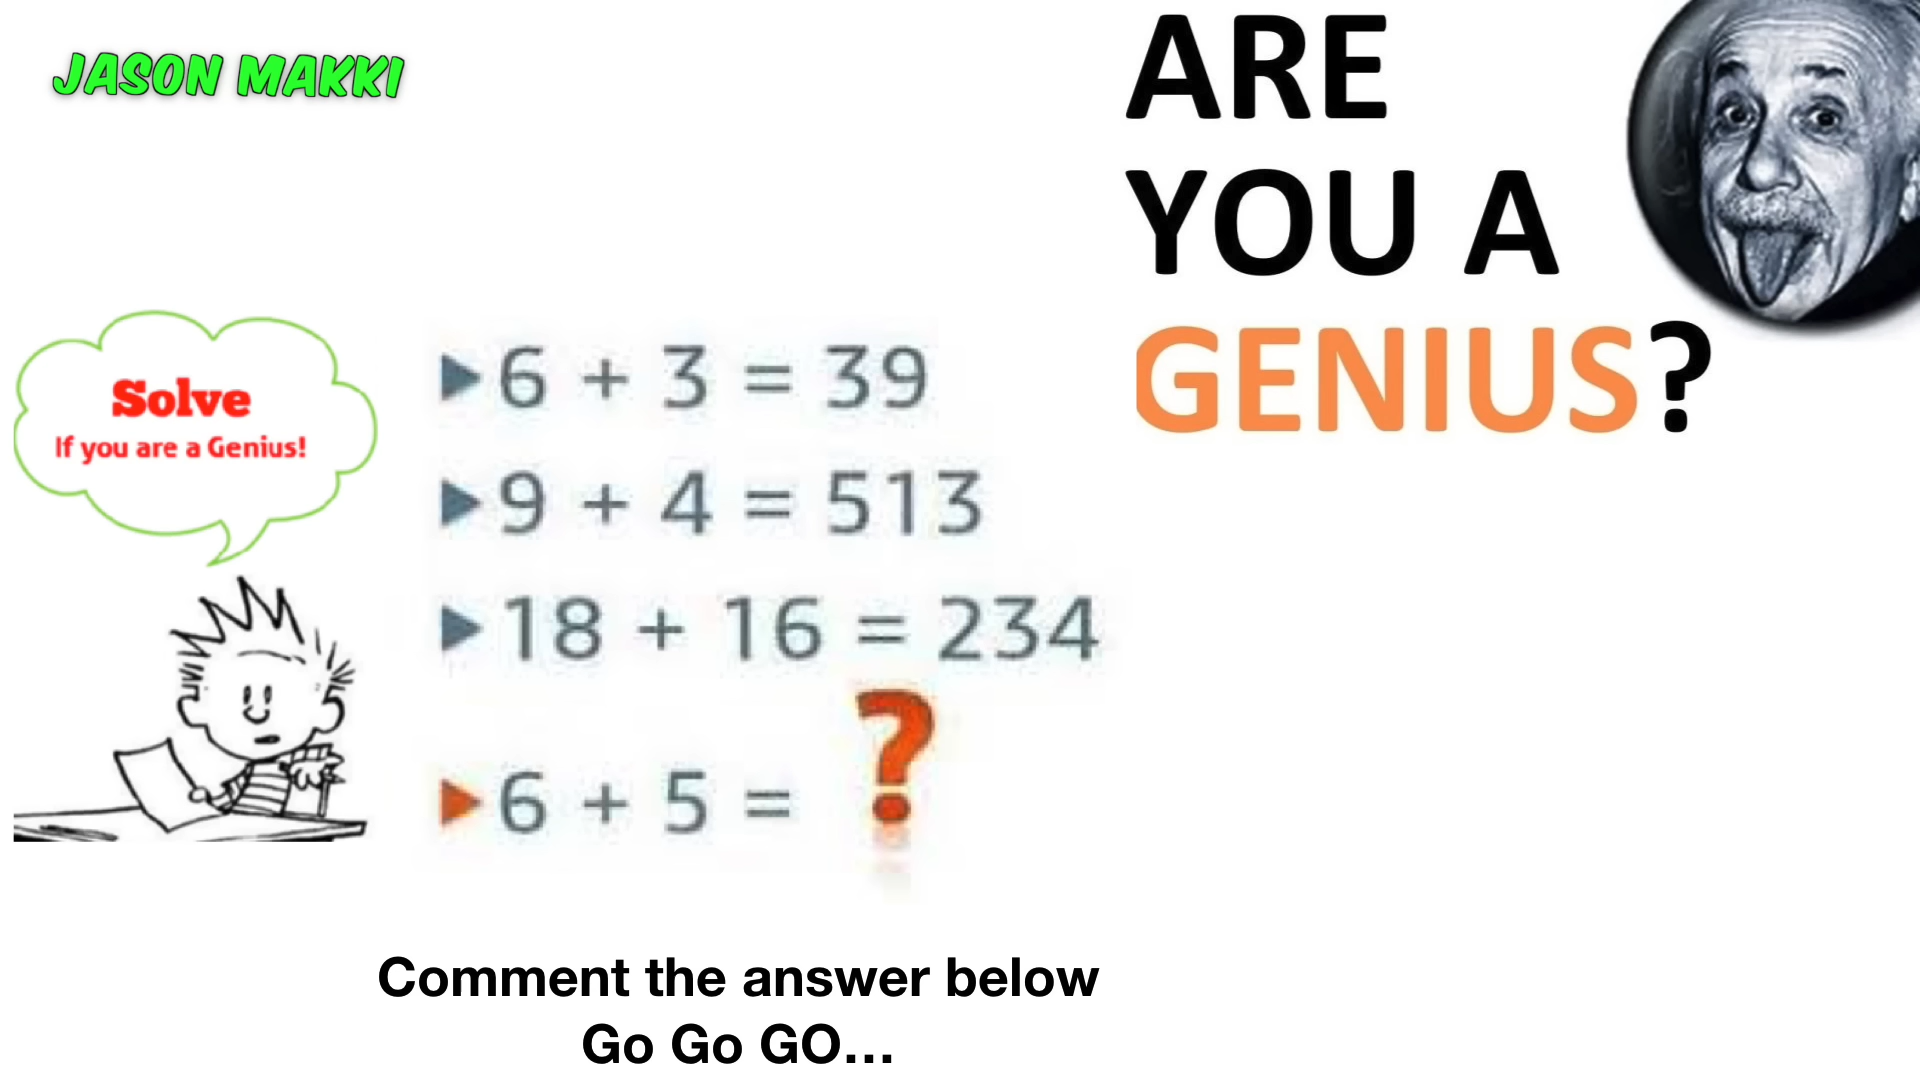 JASON MAKKI
ARE
YOU A
GENIUS?
Solve
If you are a Genius!
6 + 3 = 39
9 + 4 = 513
18 + 16 = 234
6 + 5 = ?
Comment the answer below
Go Go GO...